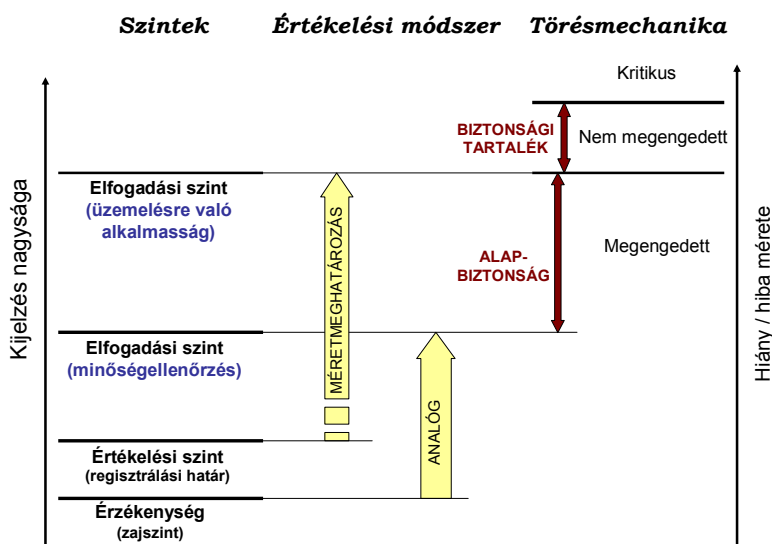 Szintek
Értékelési módszer
Törésmechanika
Kijelzés nagysága
Hiány / hiba mérete
Kritikus
BIZTONSÁGI
TARTALÉK
Nem megengedett
Elfogadási szint
(üzemelésre való
alkalmasság)
MÉRETMEGHATÁROZÁS
ALAP-
BIZTONSÁG
Megengedett
Elfogadási szint
(minőségellenőrzés)
ANALÓG
Értékelési szint
(regisztrálási határ)
Érzékenység
(zajszint)